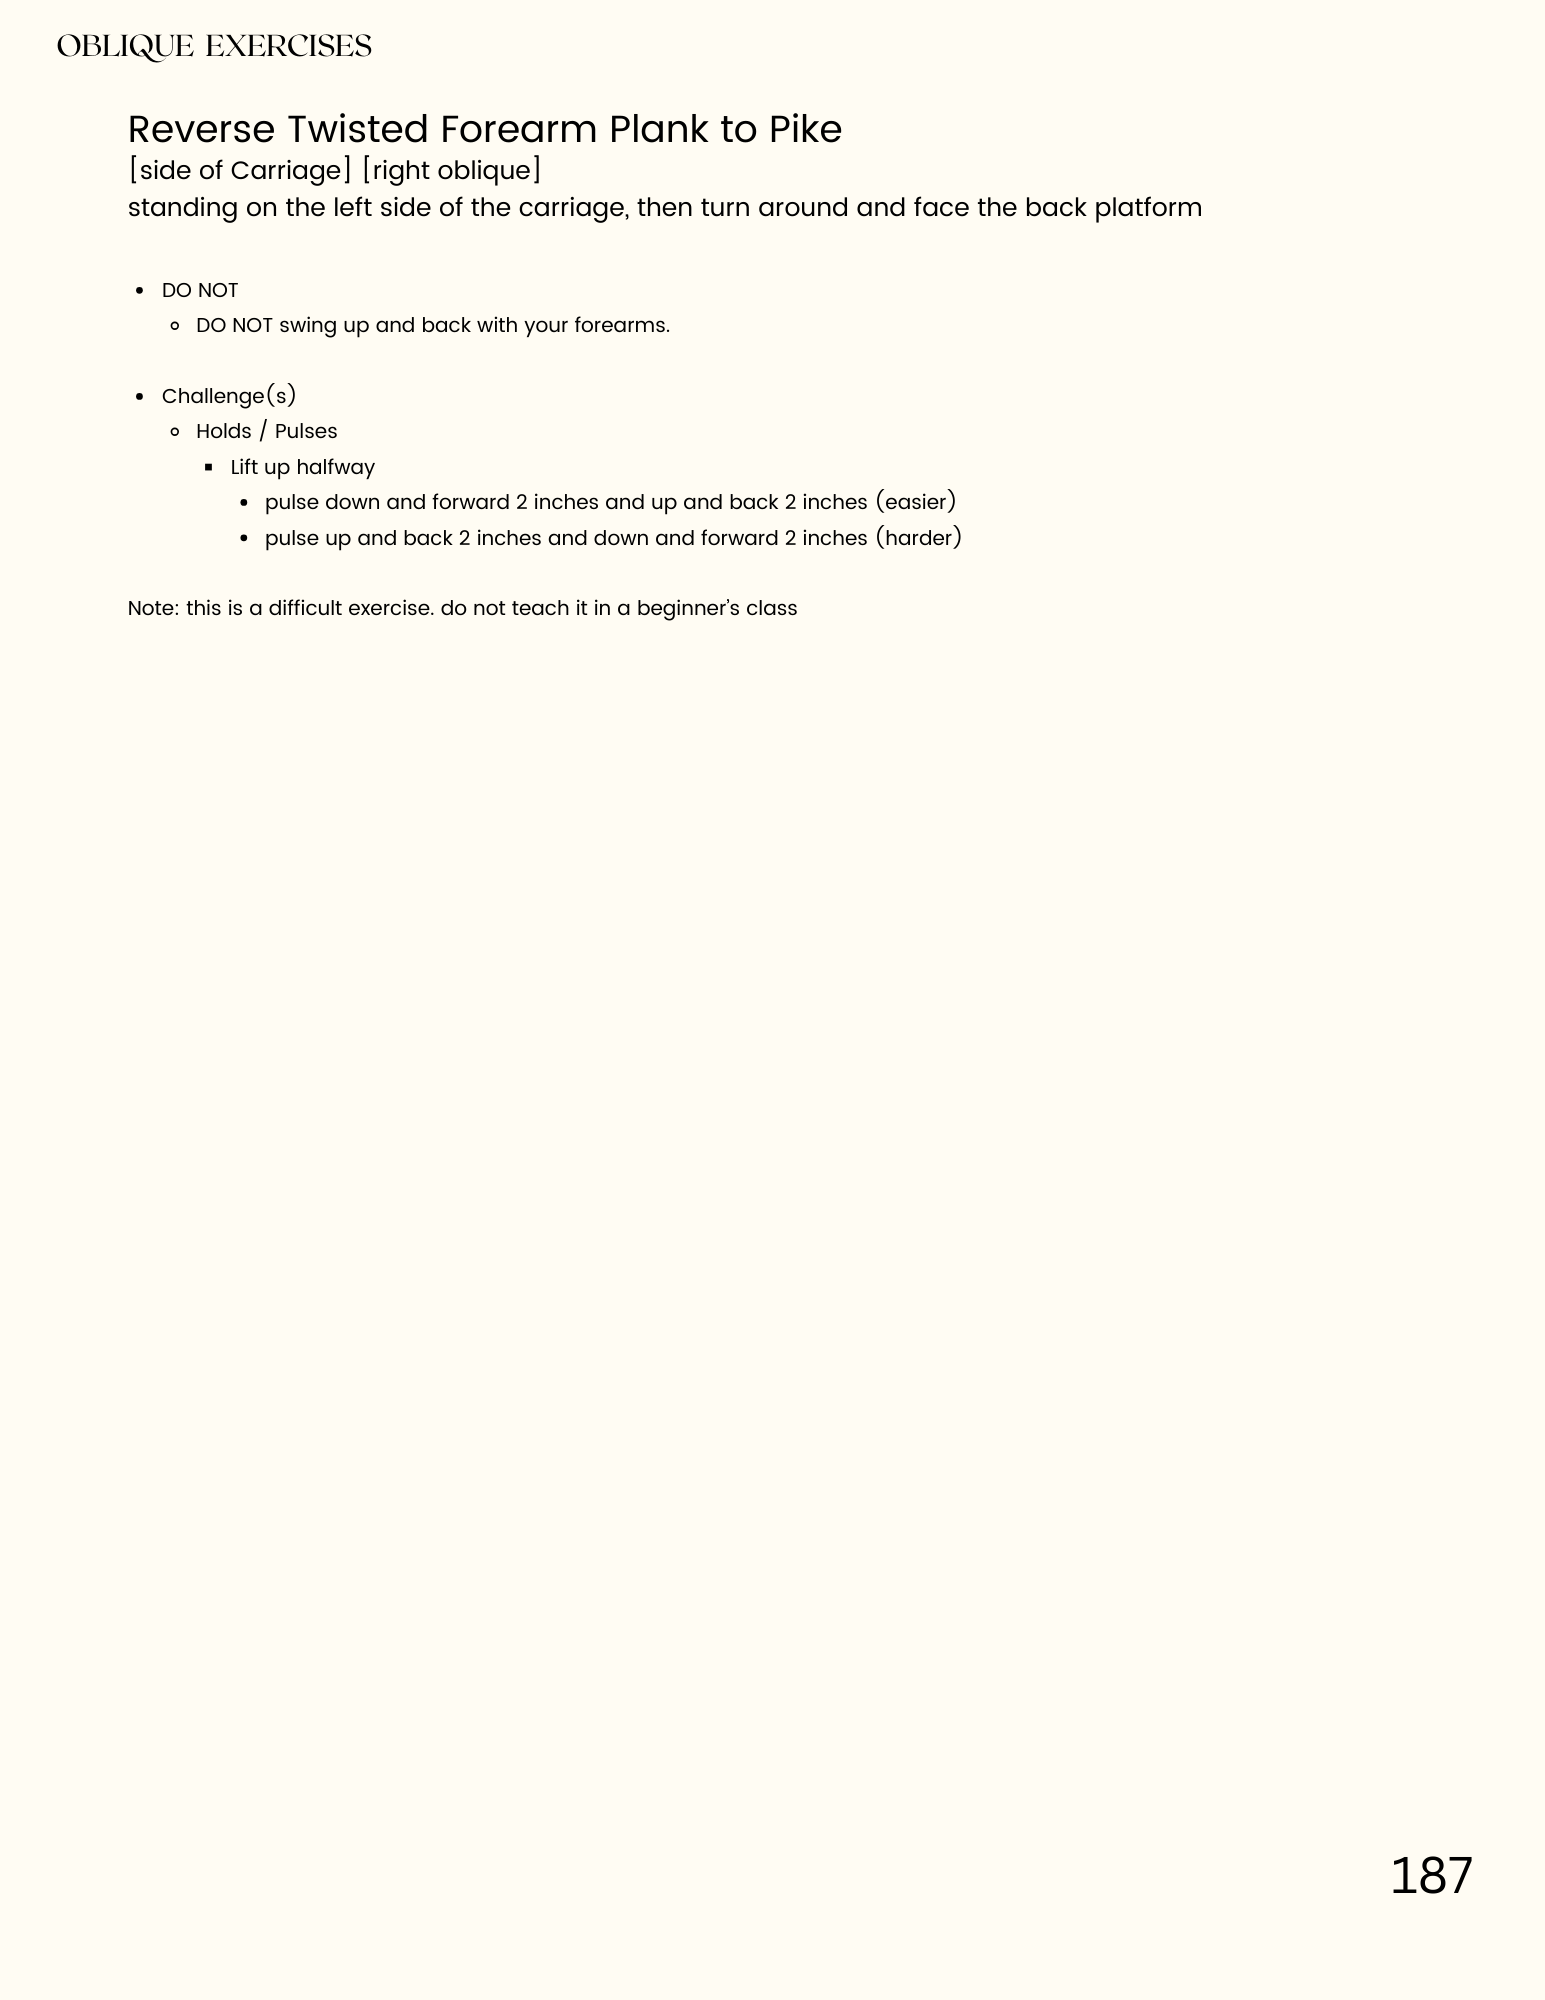 OBLIQUE EXERCISES
Reverse Twisted Forearm Plank to Pike
[side of Carriage] [right oblique]
standing on the left side of the carriage, then turn around and face the back platform
• DO NOT
◦ DO NOT swing up and back with your forearms.
• Challenge(s)
◦ Holds / Pulses
▪ Lift up halfway
• pulse down and forward 2 inches and up and back 2 inches (easier)
• pulse up and back 2 inches and down and forward 2 inches (harder)
Note: this is a difficult exercise. do not teach it in a beginner’s class
187